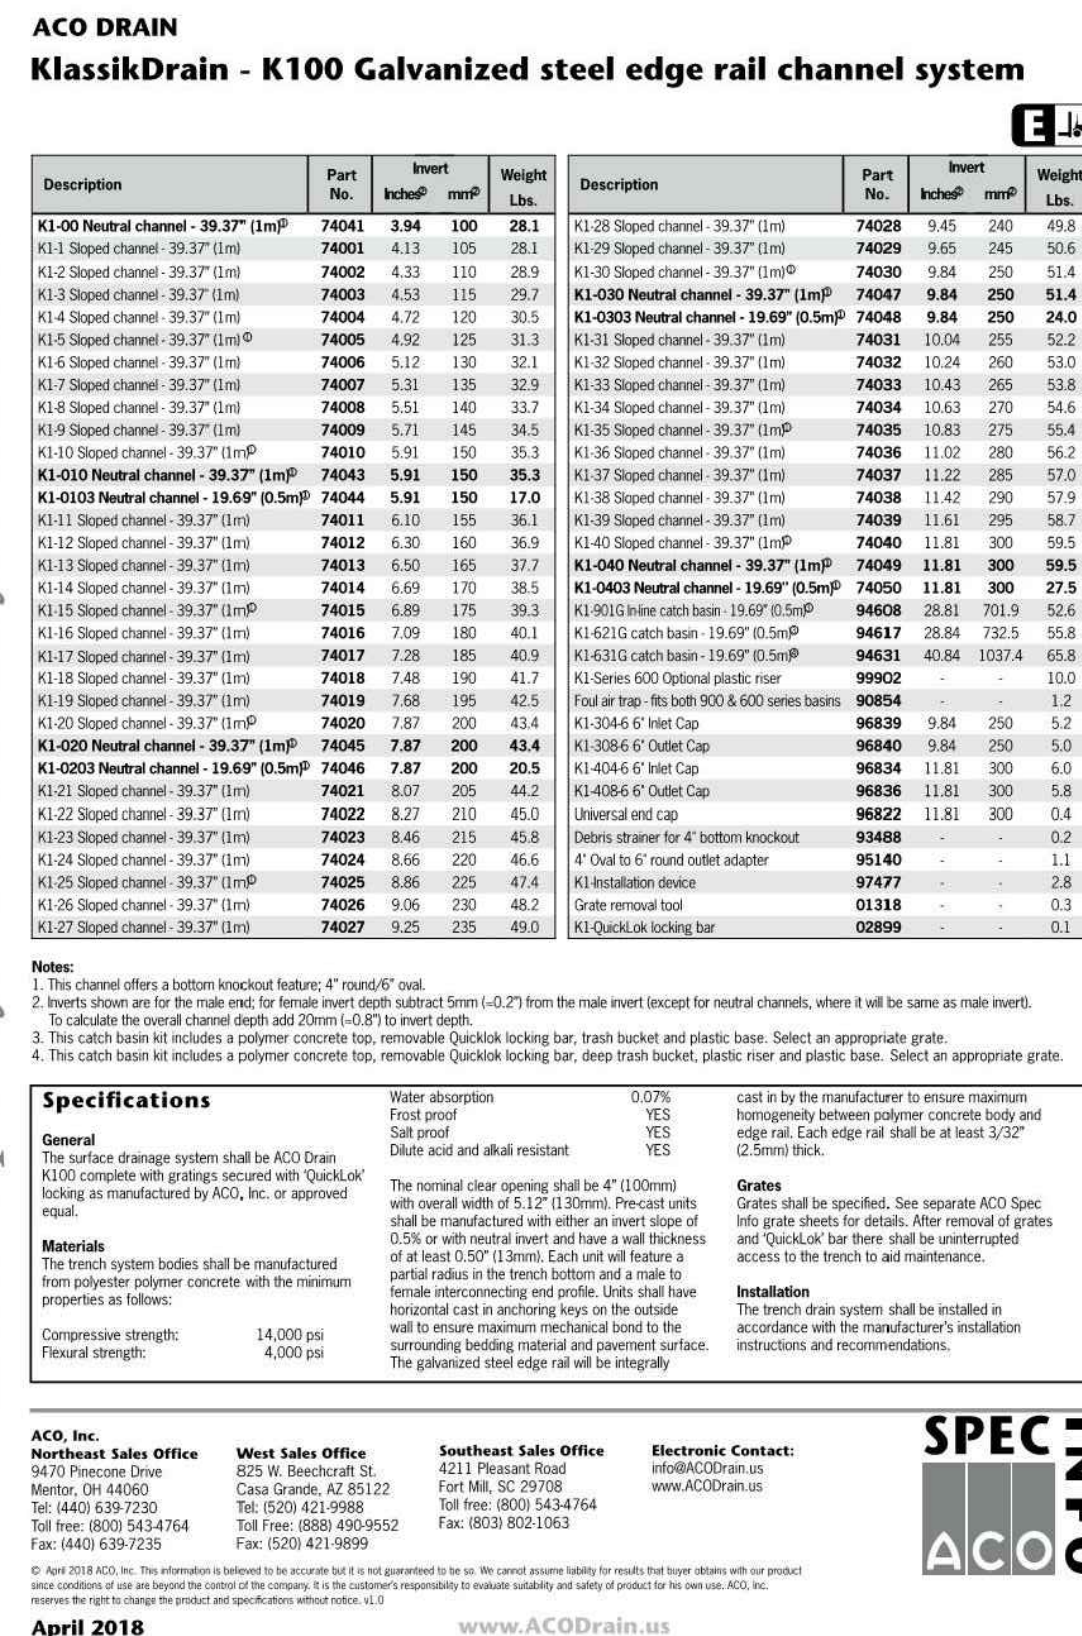 ACO DRAIN
KlassikDrain - K100 Galvanized steel edge rail channel system
E
Description Part No. Invert Inches② mm② Weight Lbs.
K1-00 Neutral channel - 39.37" (1m)① 74041 3.94 100 28.1
K1-1 Sloped channel - 39.37" (1m) 74001 4.13 105 28.1
K1-2 Sloped channel - 39.37" (1m) 74002 4.33 110 28.9
K1-3 Sloped channel - 39.37" (1m) 74003 4.53 115 29.7
K1-4 Sloped channel - 39.37" (1m) 74004 4.72 120 30.5
K1-5 Sloped channel - 39.37" (1m)① 74005 4.92 125 31.3
K1-6 Sloped channel - 39.37" (1m) 74006 5.12 130 32.1
K1-7 Sloped channel - 39.37" (1m) 74007 5.31 135 32.9
K1-8 Sloped channel - 39.37" (1m) 74008 5.51 140 33.7
K1-9 Sloped channel - 39.37" (1m) 74009 5.71 145 34.5
K1-10 Sloped channel - 39.37" (1m)① 74010 5.91 150 35.3
K1-010 Neutral channel - 39.37" (1m)① 74043 5.91 150 35.3
K1-0103 Neutral channel - 19.69" (0.5m)① 74044 5.91 150 17.0
K1-11 Sloped channel - 39.37" (1m) 74011 6.10 155 36.1
K1-12 Sloped channel - 39.37" (1m) 74012 6.30 160 36.9
K1-13 Sloped channel - 39.37" (1m) 74013 6.50 165 37.7
K1-14 Sloped channel - 39.37" (1m) 74014 6.69 170 38.5
K1-15 Sloped channel - 39.37" (1m)① 74015 6.89 175 39.3
K1-16 Sloped channel - 39.37" (1m) 74016 7.09 180 40.1
K1-17 Sloped channel - 39.37" (1m) 74017 7.28 185 40.9
K1-18 Sloped channel - 39.37" (1m) 74018 7.48 190 41.7
K1-19 Sloped channel - 39.37" (1m) 74019 7.68 195 42.5
K1-20 Sloped channel - 39.37" (1m)① 74020 7.87 200 43.4
K1-020 Neutral channel - 39.37" (1m)① 74045 7.87 200 43.4
K1-0203 Neutral channel - 19.69" (0.5m)① 74046 7.87 200 20.5
K1-21 Sloped channel - 39.37" (1m) 74021 8.07 205 44.2
K1-22 Sloped channel - 39.37" (1m) 74022 8.27 210 45.0
K1-23 Sloped channel - 39.37" (1m) 74023 8.46 215 45.8
K1-24 Sloped channel - 39.37" (1m) 74024 8.66 220 46.6
K1-25 Sloped channel - 39.37" (1m)① 74025 8.86 225 47.4
K1-26 Sloped channel - 39.37" (1m) 74026 9.06 230 48.2
K1-27 Sloped channel - 39.37" (1m) 74027 9.25 235 49.0
Description Part No. Invert Inches② mm② Weight Lbs.
K1-28 Sloped channel - 39.37" (1m) 74028 9.45 240 49.8
K1-29 Sloped channel - 39.37" (1m) 74029 9.65 245 50.6
K1-30 Sloped channel - 39.37" (1m)① 74030 9.84 250 51.4
K1-030 Neutral channel - 39.37" (1m)① 74047 9.84 250 51.4
K1-0303 Neutral channel - 19.69" (0.5m)① 74048 9.84 250 24.0
K1-31 Sloped channel - 39.37" (1m) 74031 10.04 255 52.2
K1-32 Sloped channel - 39.37" (1m) 74032 10.24 260 53.0
K1-33 Sloped channel - 39.37" (1m) 74033 10.43 265 53.8
K1-34 Sloped channel - 39.37" (1m) 74034 10.63 270 54.6
K1-35 Sloped channel - 39.37" (1m)① 74035 10.83 275 55.4
K1-36 Sloped channel - 39.37" (1m) 74036 11.02 280 56.2
K1-37 Sloped channel - 39.37" (1m) 74037 11.22 285 57.0
K1-38 Sloped channel - 39.37" (1m) 74038 11.42 290 57.9
K1-39 Sloped channel - 39.37" (1m) 74039 11.61 295 58.7
K1-40 Sloped channel - 39.37" (1m)① 74040 11.81 300 59.5
K1-040 Neutral channel - 39.37" (1m)① 74049 11.81 300 59.5
K1-0403 Neutral channel - 19.69" (0.5m)① 74050 11.81 300 27.5
K1-901G In-line catch basin - 19.69" (0.5m)③ 94608 28.81 701.9 52.6
K1-621G catch basin - 19.69" (0.5m)③ 94617 28.84 732.5 55.8
K1-631G catch basin - 19.69" (0.5m)④ 94631 40.84 1037.4 65.8
K1-Series 600 Optional plastic riser 99902 - - 10.0
Foul air trap - fits both 900 & 600 series basins 90854 - - 1.2
K1-304-6 6" Inlet Cap 96839 9.84 250 5.2
K1-308-6 6" Outlet Cap 96840 9.84 250 5.0
K1-404-6 6" Inlet Cap 96834 11.81 300 6.0
K1-408-6 6" Outlet Cap 96836 11.81 300 5.8
Universal end cap 96822 11.81 300 0.4
Debris strainer for 4" bottom knockout 93488 - - 0.2
4" Oval to 6" round outlet adapter 95140 - - 1.1
K1-Installation device 97477 - - 2.8
Grate removal tool 01318 - - 0.3
K1-QuickLok locking bar 02899 - - 0.1
Notes:
1. This channel offers a bottom knockout feature; 4" round/6" oval.
2. Inverts shown are for the male end; for female invert depth subtract 5mm (≈0.2") from the male invert (except for neutral channels, where it will be same as male invert).
To calculate the overall channel depth add 20mm (≈0.8") to invert depth.
3. This catch basin kit includes a polymer concrete top, removable Quicklok locking bar, trash bucket and plastic base. Select an appropriate grate.
4. This catch basin kit includes a polymer concrete top, removable Quicklok locking bar, deep trash bucket, plastic riser and plastic base. Select an appropriate grate.
Specifications
General
The surface drainage system shall be ACO Drain
K100 complete with gratings secured with 'QuickLok'
locking as manufactured by ACO, Inc. or approved
equal.
Materials
The trench system bodies shall be manufactured
from polyester polymer concrete with the minimum
properties as follows:
Compressive strength: 14,000 psi
Flexural strength: 4,000 psi
Water absorption 0.07%
Frost proof YES
Salt proof YES
Dilute acid and alkali resistant YES
The nominal clear opening shall be 4" (100mm)
with overall width of 5.12" (130mm). Pre-cast units
shall be manufactured with either an invert slope of
0.5% or with neutral invert and have a wall thickness
of at least 0.50" (13mm). Each unit will feature a
partial radius in the trench bottom and a male to
female interconnecting end profile. Units shall have
horizontal cast in anchoring keys on the outside
wall to ensure maximum mechanical bond to the
surrounding bedding material and pavement surface.
The galvanized steel edge rail will be integrally
cast in by the manufacturer to ensure maximum
homogeneity between polymer concrete body and
edge rail. Each edge rail shall be at least 3/32"
(2.5mm) thick.
Grates
Grates shall be specified. See separate ACO Spec
Info grate sheets for details. After removal of grates
and 'QuickLok' bar there shall be uninterrupted
access to the trench to aid maintenance.
Installation
The trench drain system shall be installed in
accordance with the manufacturer's installation
instructions and recommendations.
ACO, Inc.
Northeast Sales Office
9470 Pinecone Drive
Mentor, OH 44060
Tel: (440) 639-7230
Toll free: (800) 543-4764
Fax: (440) 639-7235
West Sales Office
825 W. Beechcraft St.
Casa Grande, AZ 85122
Tel: (520) 421-9988
Toll Free: (888) 490-9552
Fax: (520) 421-9899
Southeast Sales Office
4211 Pleasant Road
Fort Mill, SC 29708
Toll free: (800) 543-4764
Fax: (803) 802-1063
Electronic Contact:
info@ACODrain.us
www.ACODrain.us
SPEC
INFO
ACO
© April 2018 ACO, Inc. This information is believed to be accurate but it is not guaranteed to be so. We cannot assume liability for results that buyer obtains with our product
since conditions of use are beyond the control of the company. It is the customer's responsibility to evaluate suitability and safety of product for his own use. ACO, Inc.
reserves the right to change the product and specifications without notice. v1.0
April 2018
www.ACODrain.us